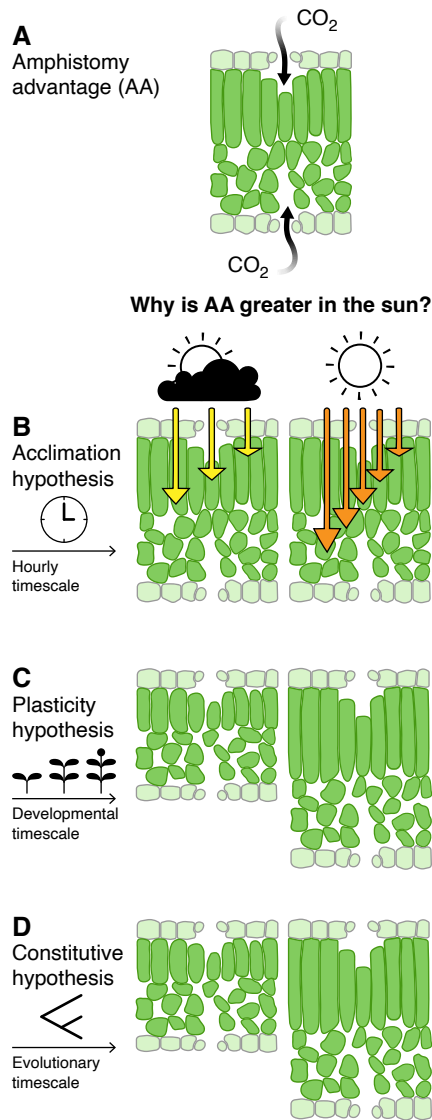 CO₂
A
Amphistomy
advantage (AA)
CO₂
Why is AA greater in the sun?
B
Acclimation
hypothesis
Hourly
timescale
C
Plasticity
hypothesis
Developmental
timescale
D
Constitutive
hypothesis
Evolutionary
timescale